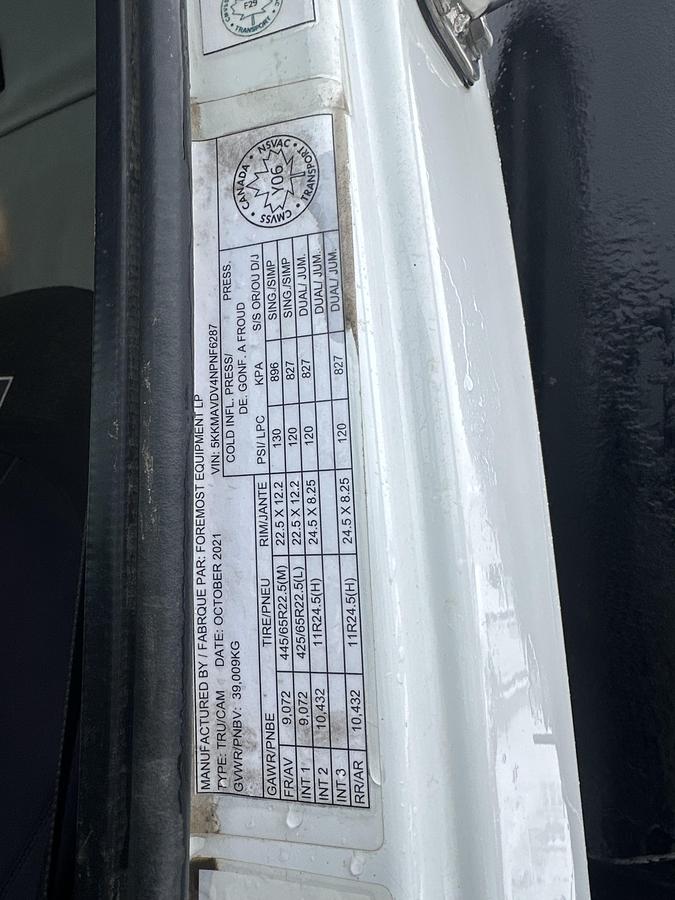 F29
TRANSPORT
MANUFACTURED BY / FABRQUE PAR: FOREMOST EQUIPMENT LP
TYPE: TRU/CAM DATE: OCTOBER 2021 VIN: 5KKMAVDV4NPNF6287
GVWR/PNBV: 39,009KG COLD INFL. PRESS/ PRESS.
DE. GONF. A FROUD
GAWR/PNBE TIRE/PNEU RIM/JANTE PSI/ LPC KPA S/S OR/OU D/J
FR/AV 9,072 445/65R22.5(M) 22.5 X 12.2 130 896 SING./SIMP
INT 1 9,072 425/65R22.5(L) 22.5 X 12.2 120 827 SING./SIMP
INT 2 10,432 11R24.5(H) 24.5 X 8.25 120 827 DUAL/ JUM.
INT 3 DUAL/ JUM.
RR/AR 10,432 11R24.5(H) 24.5 X 8.25 120 827 DUAL/ JUM.
CANADA • NSVAC • TRANSPORT • CMVSS •
Y06